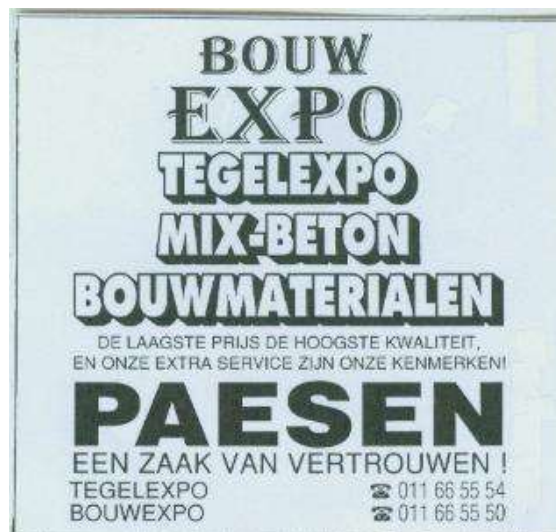 BOUW
EXPO
TEGELEXPO
MIX-BETON
BOUWMATERIALEN
DE LAAGSTE PRIJS DE HOOGSTE KWALITEIT,
EN ONZE EXTRA SERVICE ZIJN ONZE KENMERKEN!
PAESEN
EEN ZAAK VAN VERTROUWEN !
TEGELEXPO ☎ 011 66 55 54
BOUWEXPO ☎ 011 66 55 50